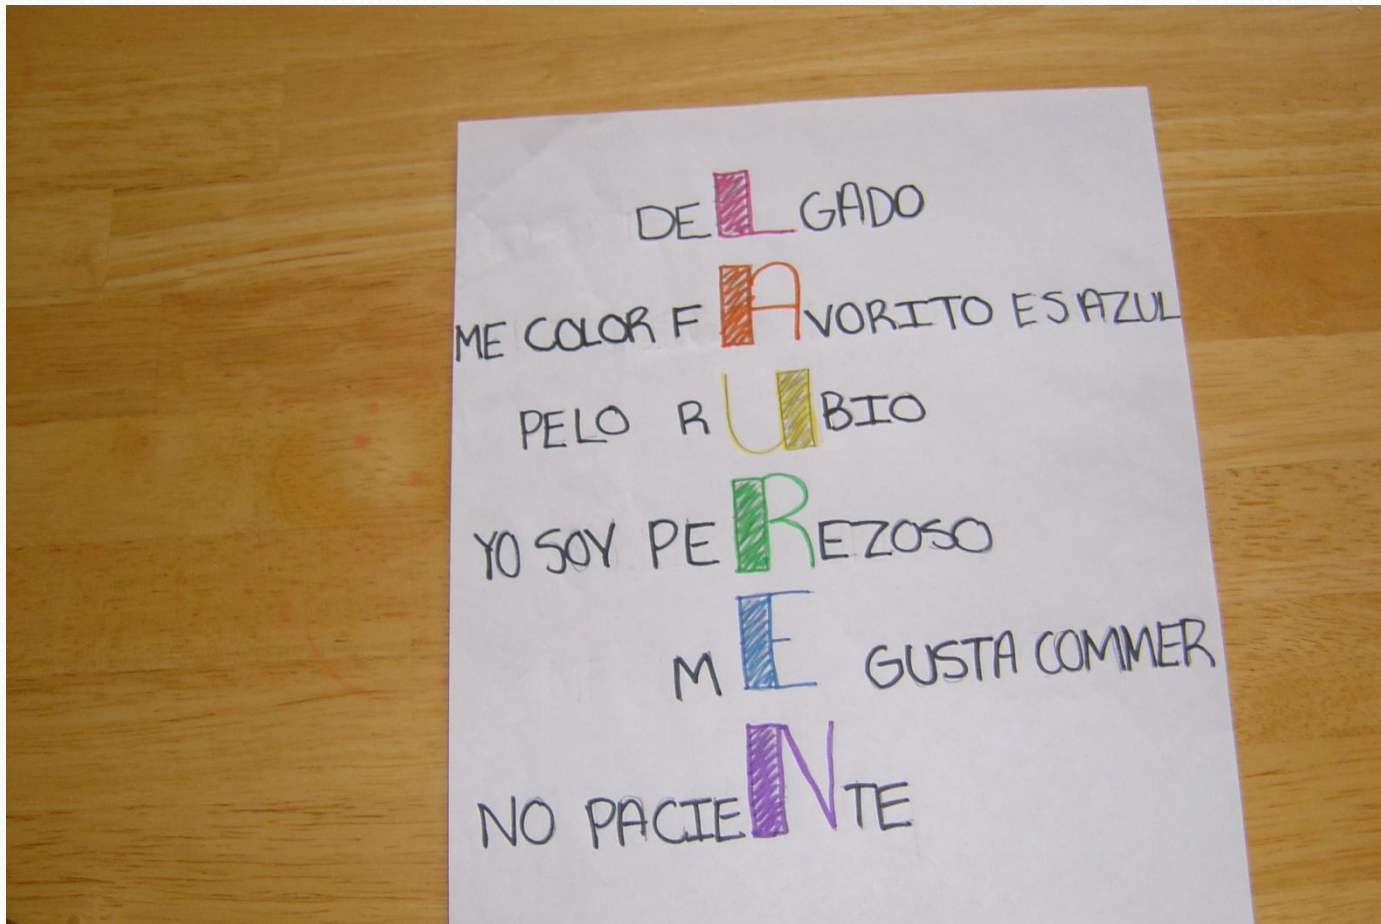 DELGADO
ME COLOR FAVORITO ES AZUL
PELO RUBIO
YO SOY PEREZOSO
ME GUSTA COMMER
NO PACIENTE